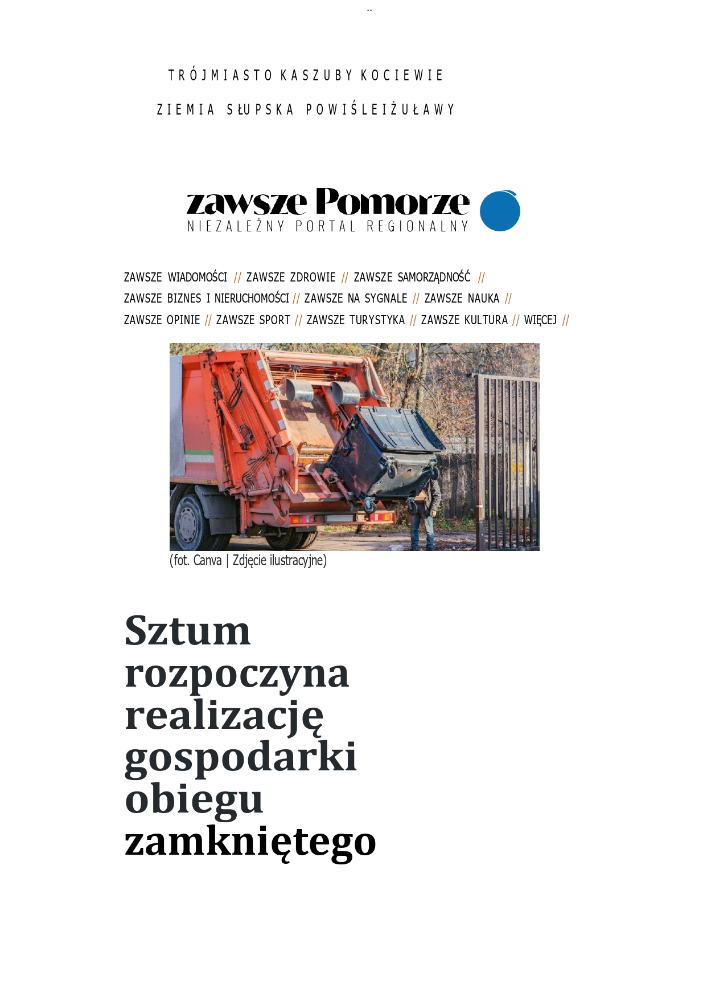 ..
TRÓJMIASTO KASZUBY KOCIEWIE
ZIEMIA SŁUPSKA POWIŚLEIŻUŁAWY
zawsze Pomorze
NIEZALEŻNY PORTAL REGIONALNY
ZAWSZE WIADOMOŚCI // ZAWSZE ZDROWIE // ZAWSZE SAMORZĄDNOŚĆ //
ZAWSZE BIZNES I NIERUCHOMOŚCI // ZAWSZE NA SYGNALE // ZAWSZE NAUKA //
ZAWSZE OPINIE // ZAWSZE SPORT // ZAWSZE TURYSTYKA // ZAWSZE KULTURA // WIĘCEJ //
(fot. Canva | Zdjęcie ilustracyjne)
Sztum
rozpoczyna
realizację
gospodarki
obiegu
zamkniętego